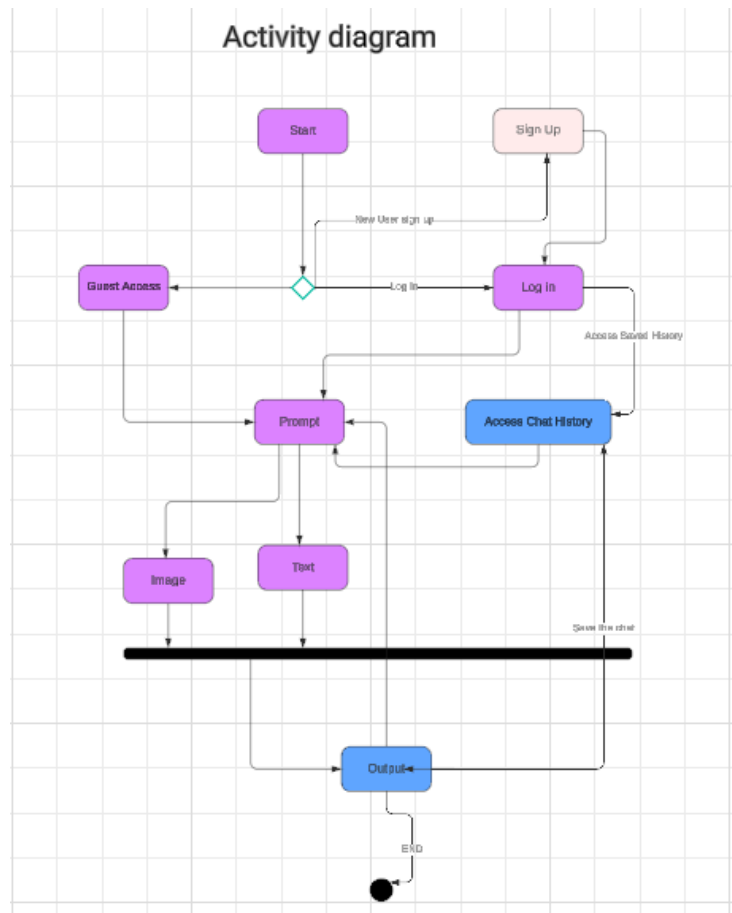 Activity diagram
Start
Sign Up
New User sign up
Guest Access
Log In
Log in
Access Saved History
Prompt
Access Chat History
Text
Image
Save the chat
Output
END